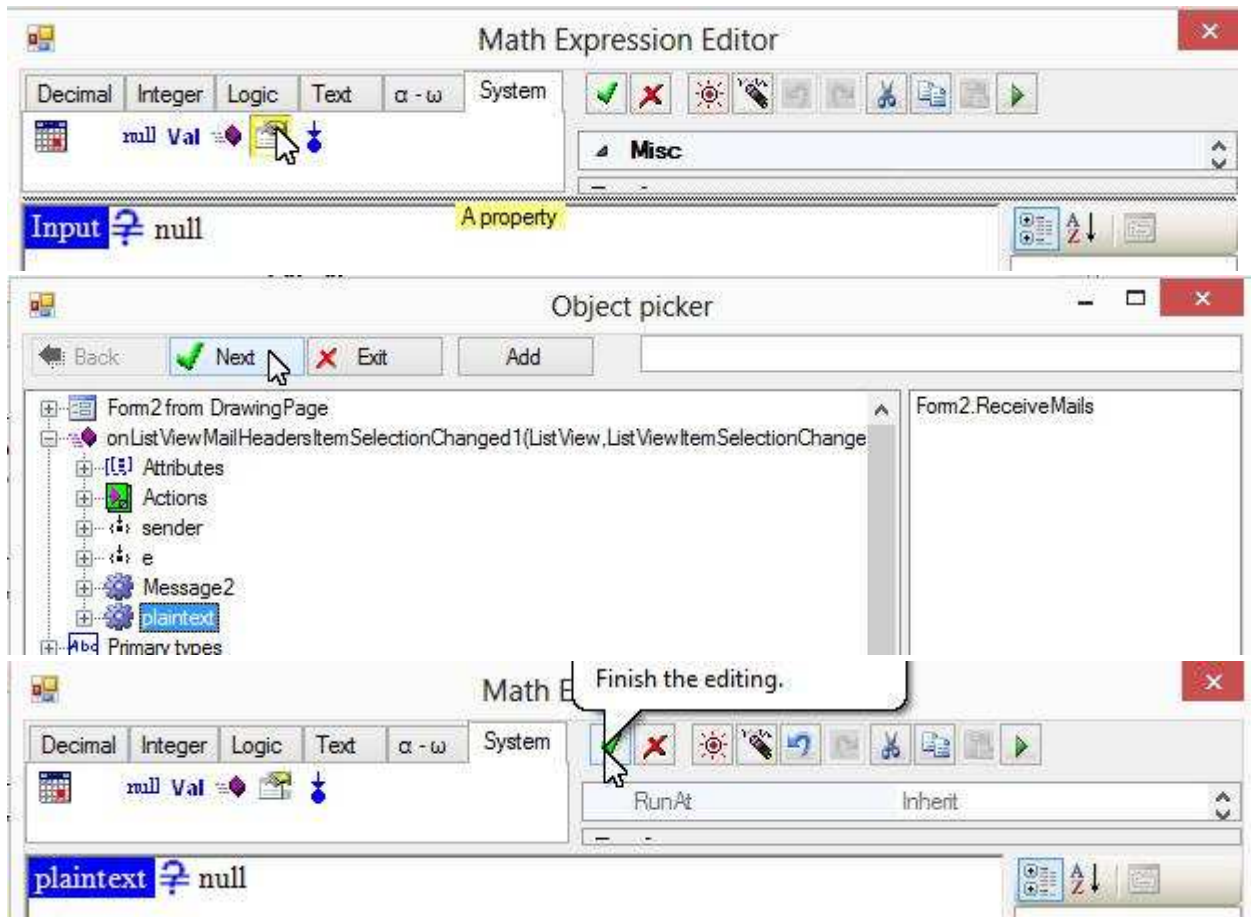 Math Expression Editor
Decimal Integer Logic Text α - ω System
null Val
Misc
Input null
A property
Object picker
Back Next Exit Add
Form2 from DrawingPage
Form2.ReceiveMails
onListViewMailHeadersItemSelectionChanged1(ListView,ListViewItemSelectionChange
Attributes
Actions
sender
e
Message2
plaintext
Primary types
Finish the editing.
Math E
Decimal Integer Logic Text α - ω System
null Val
RunAt Inherit
plaintext null